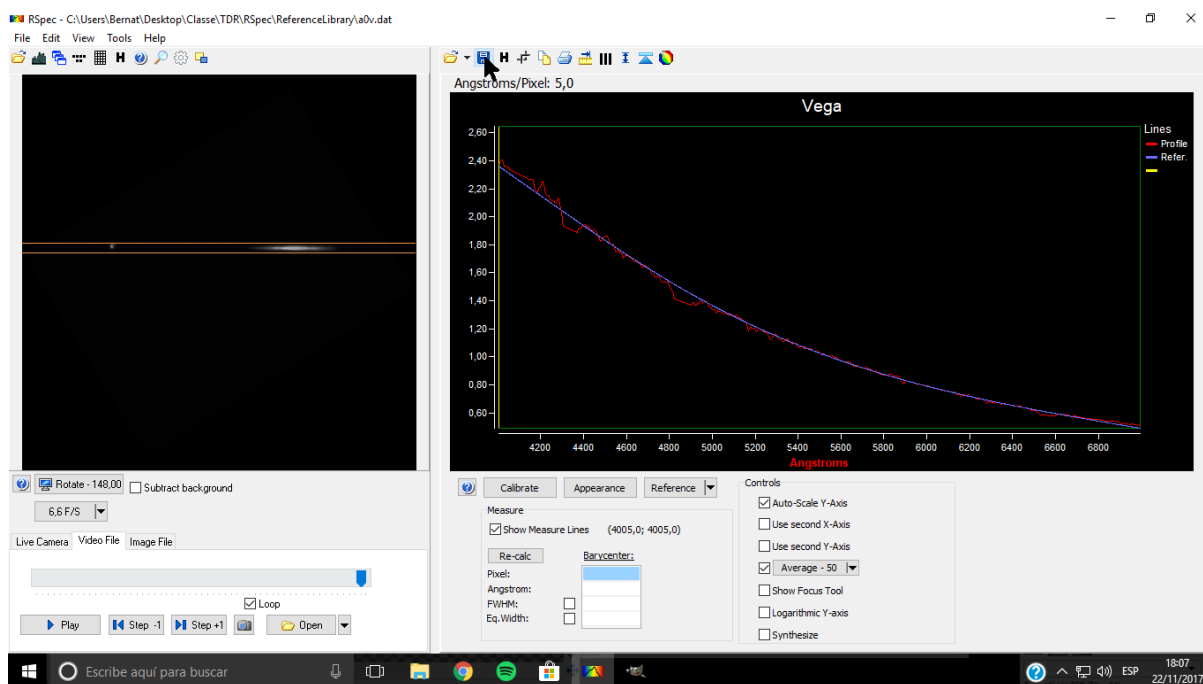 RSpec - C:\Users\Bernat\Desktop\Classe\TDR\RSpec\ReferenceLibrary\a0v.dat
File Edit View Tools Help
H
H
Angstroms/Pixel: 5,0
Vega
Lines
Profile
Refer.
2,60
2,40
2,20
2,00
1,80
1,60
1,40
1,20
1,00
0,80
0,60
4200 4400 4600 4800 5000 5200 5400 5600 5800 6000 6200 6400 6600 6800
Angstroms
Rotate - 148,00
Subtract background
6,6 F/S
Live Camera Video File Image File
Loop
Play Step -1 Step +1 Open
Calibrate Appearance Reference
Measure
Show Measure Lines (4005,0; 4005,0)
Re-calc Barycenter:
Pixel:
Angstrom:
FWHM:
Eq.Width:
Controls
Auto-Scale Y-Axis
Use second X-Axis
Use second Y-Axis
Average - 50
Show Focus Tool
Logarithmic Y-axis
Synthesize
Escribe aquí para buscar
ESP
18:07
22/11/2017